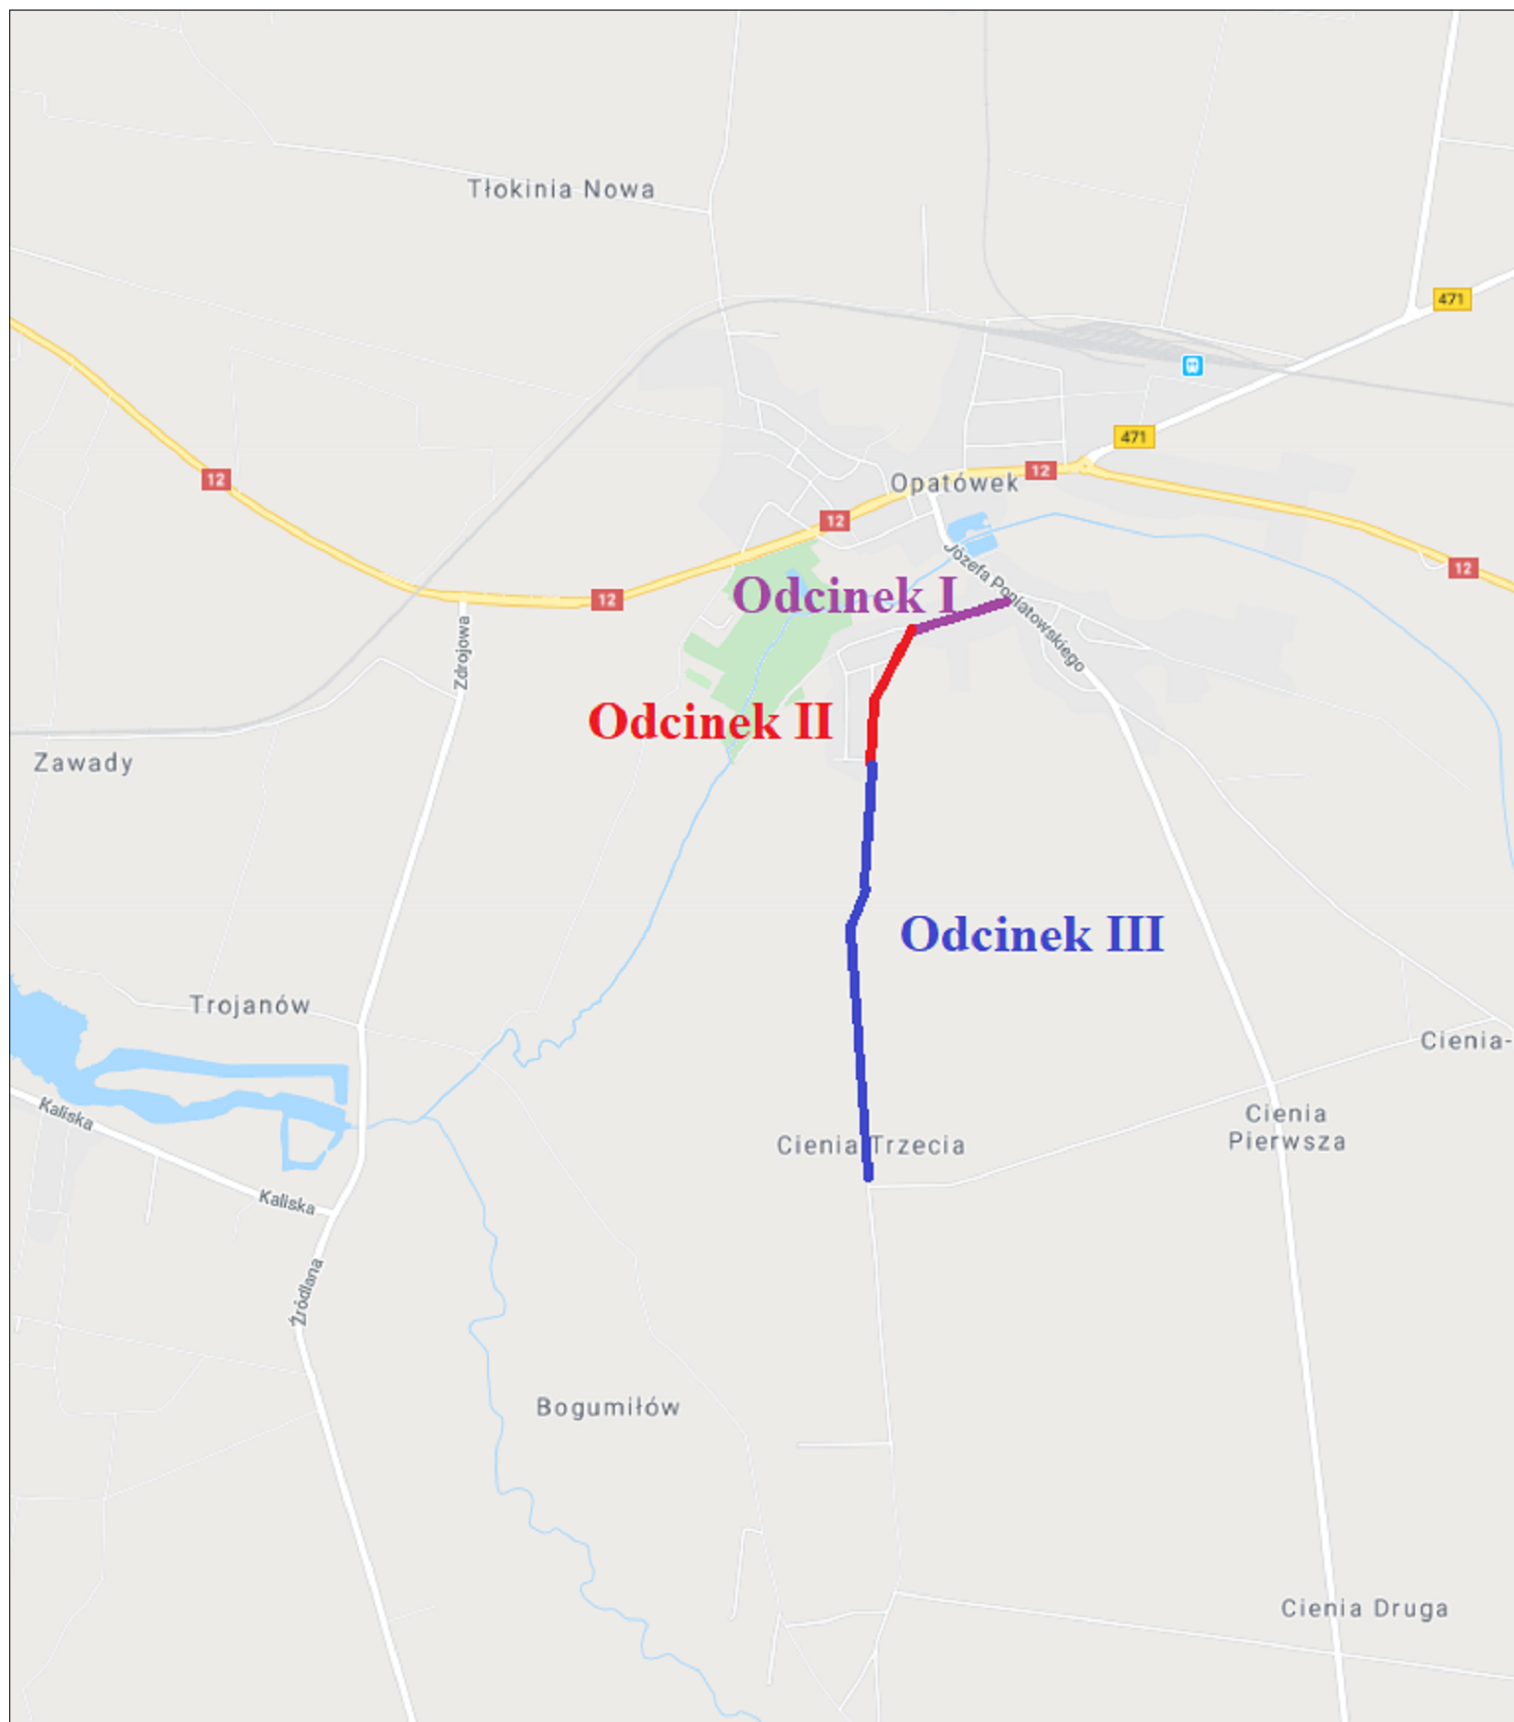 Tłokinia Nowa
471
471
12
12
Opatówek
12
12
Józefa Poniatowskiego
Odcinek I
12
Zdrojowa
Odcinek II
Zawady
Odcinek III
Trojanów
Cienia-
Kaliska
Cienia
Pierwsza
Cienia Trzecia
Kaliska
Źródlana
Bogumiłów
Cienia Druga